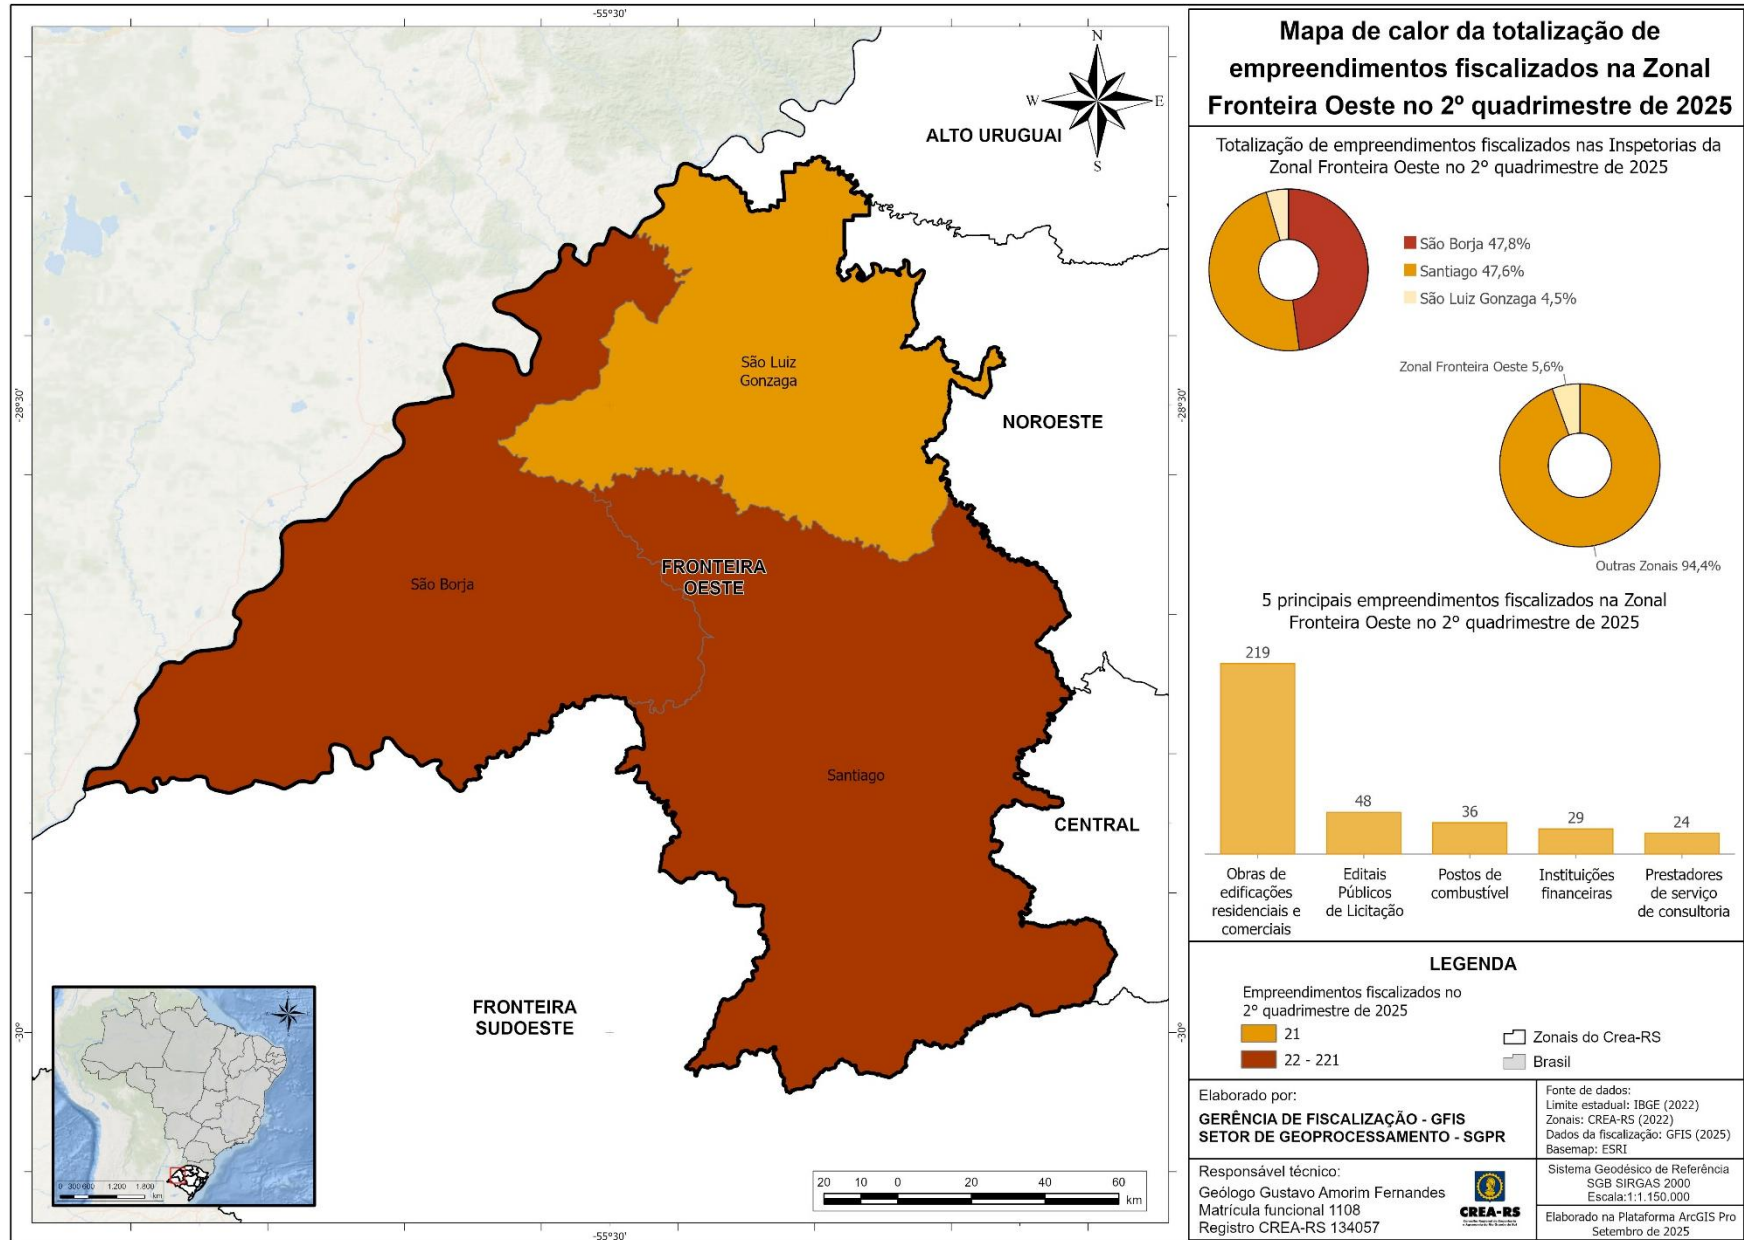 -55°30'
Mapa de calor da totalização de
empreendimentos fiscalizados na Zonal
Fronteira Oeste no 2º quadrimestre de 2025
N
W
E
S
ALTO URUGUAI
Totalização de empreendimentos fiscalizados nas Inspetorias da
Zonal Fronteira Oeste no 2º quadrimestre de 2025
São Borja 47,8%
Santiago 47,6%
São Luiz Gonzaga 4,5%
São Luiz
Gonzaga
Zonal Fronteira Oeste 5,6%
-28°30'
-28°30'
NOROESTE
Outras Zonais 94,4%
São Borja
FRONTEIRA
OESTE
5 principais empreendimentos fiscalizados na Zonal
Fronteira Oeste no 2º quadrimestre de 2025
219
48
36
29
24
Obras de
edificações
residenciais e
comerciais
Editais
Públicos
de Licitação
Postos de
combustível
Instituições
financeiras
Prestadores
de serviço
de consultoria
Santiago
CENTRAL
FRONTEIRA
SUDOESTE
-30°
-30°
LEGENDA
Empreendimentos fiscalizados no
2º quadrimestre de 2025
21
22 - 221
Zonais do Crea-RS
Brasil
Elaborado por:
GERÊNCIA DE FISCALIZAÇÃO - GFIS
SETOR DE GEOPROCESSAMENTO - SGPR
Fonte de dados:
Limite estadual: IBGE (2022)
Zonais: CREA-RS (2022)
Dados da fiscalização: GFIS (2025)
Basemap: ESRI
Responsável técnico:
Geólogo Gustavo Amorim Fernandes
Matrícula funcional 1108
Registro CREA-RS 134057
CREA-RS
Sistema Geodésico de Referência
SGB SIRGAS 2000
Escala:1:1.150.000
Elaborado na Plataforma ArcGIS Pro
Setembro de 2025
0 300 600 1.200 1.800
km
20 10 0 20 40 60
km
-55°30'